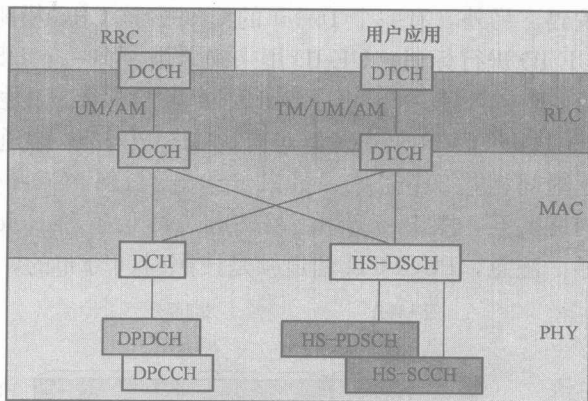 RRC
用户应用
DCCH
DTCH
UM/AM
TM/UM/AM
RLC
DCCH
DTCH
MAC
DCH
HS-DSCH
DPDCH
HS-PDSCH
PHY
DPCCH
HS-SCCH